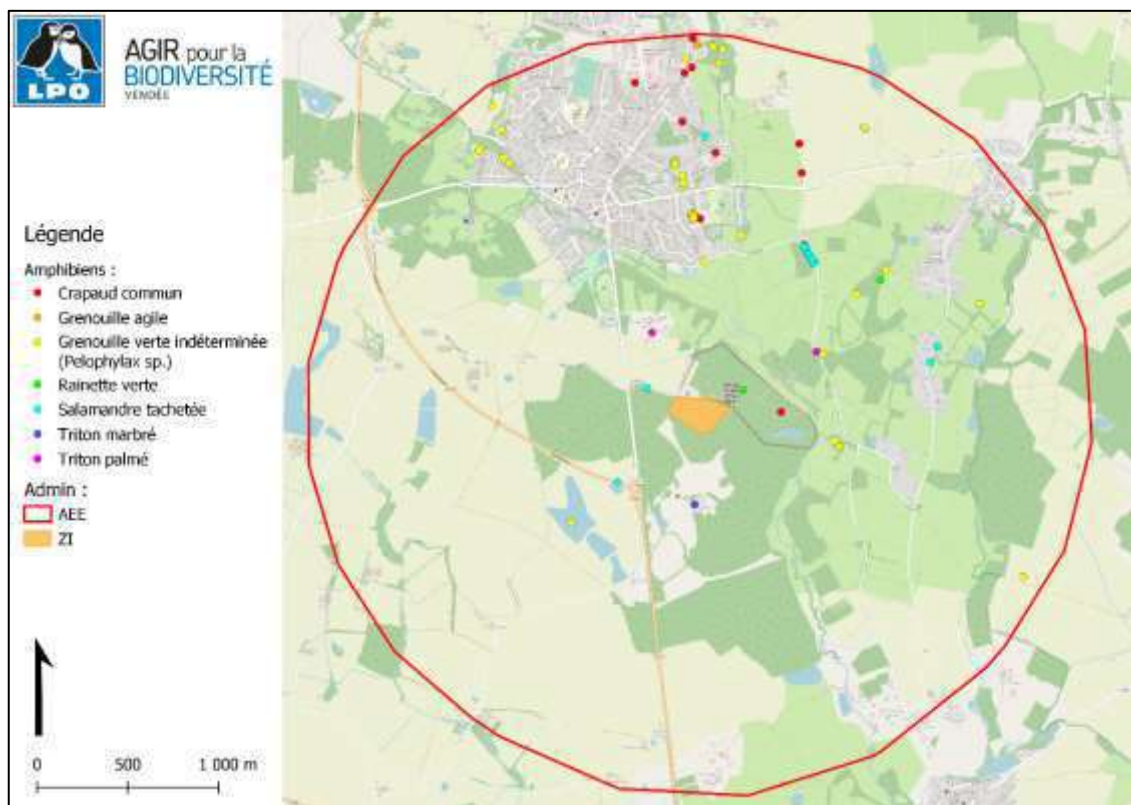 LPO
AGIR pour la
BIODIVERSITÉ
VENDÉE
Légende
Amphibiens :
Crapaud commun
Grenouille agile
Grenouille verte indéterminée
(Pelophylax sp.)
Rainette verte
Salamandre tachetée
Triton marbré
Triton palmé
Admin :
AEE
ZI
0 500 1 000 m